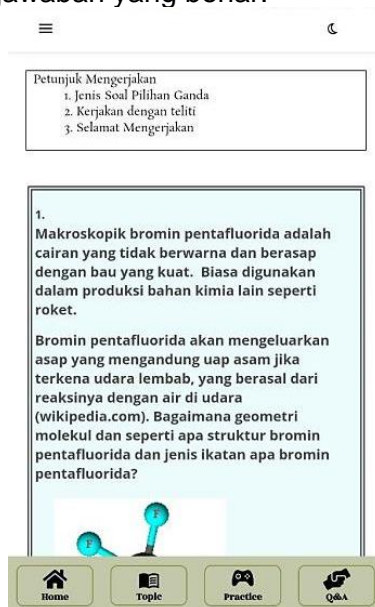 Petunjuk Mengerjakan
1. Jenis Soal Pilihan Ganda
2. Kerjakan dengan teliti
3. Selamat Mengerjakan
1.
Makroskopik bromin pentafluorida adalah
cairan yang tidak berwarna dan berasap
dengan bau yang kuat. Biasa digunakan
dalam produksi bahan kimia lain seperti
roket.
Bromin pentafluorida akan mengeluarkan
asap yang mengandung uap asam jika
terkena udara lembab, yang berasal dari
reaksinya dengan air di udara
(wikipedia.com). Bagaimana geometri
molekul dan seperti apa struktur bromin
pentafluorida dan jenis ikatan apa bromin
pentafluorida?
F
F
Home Topic Practice Q&A